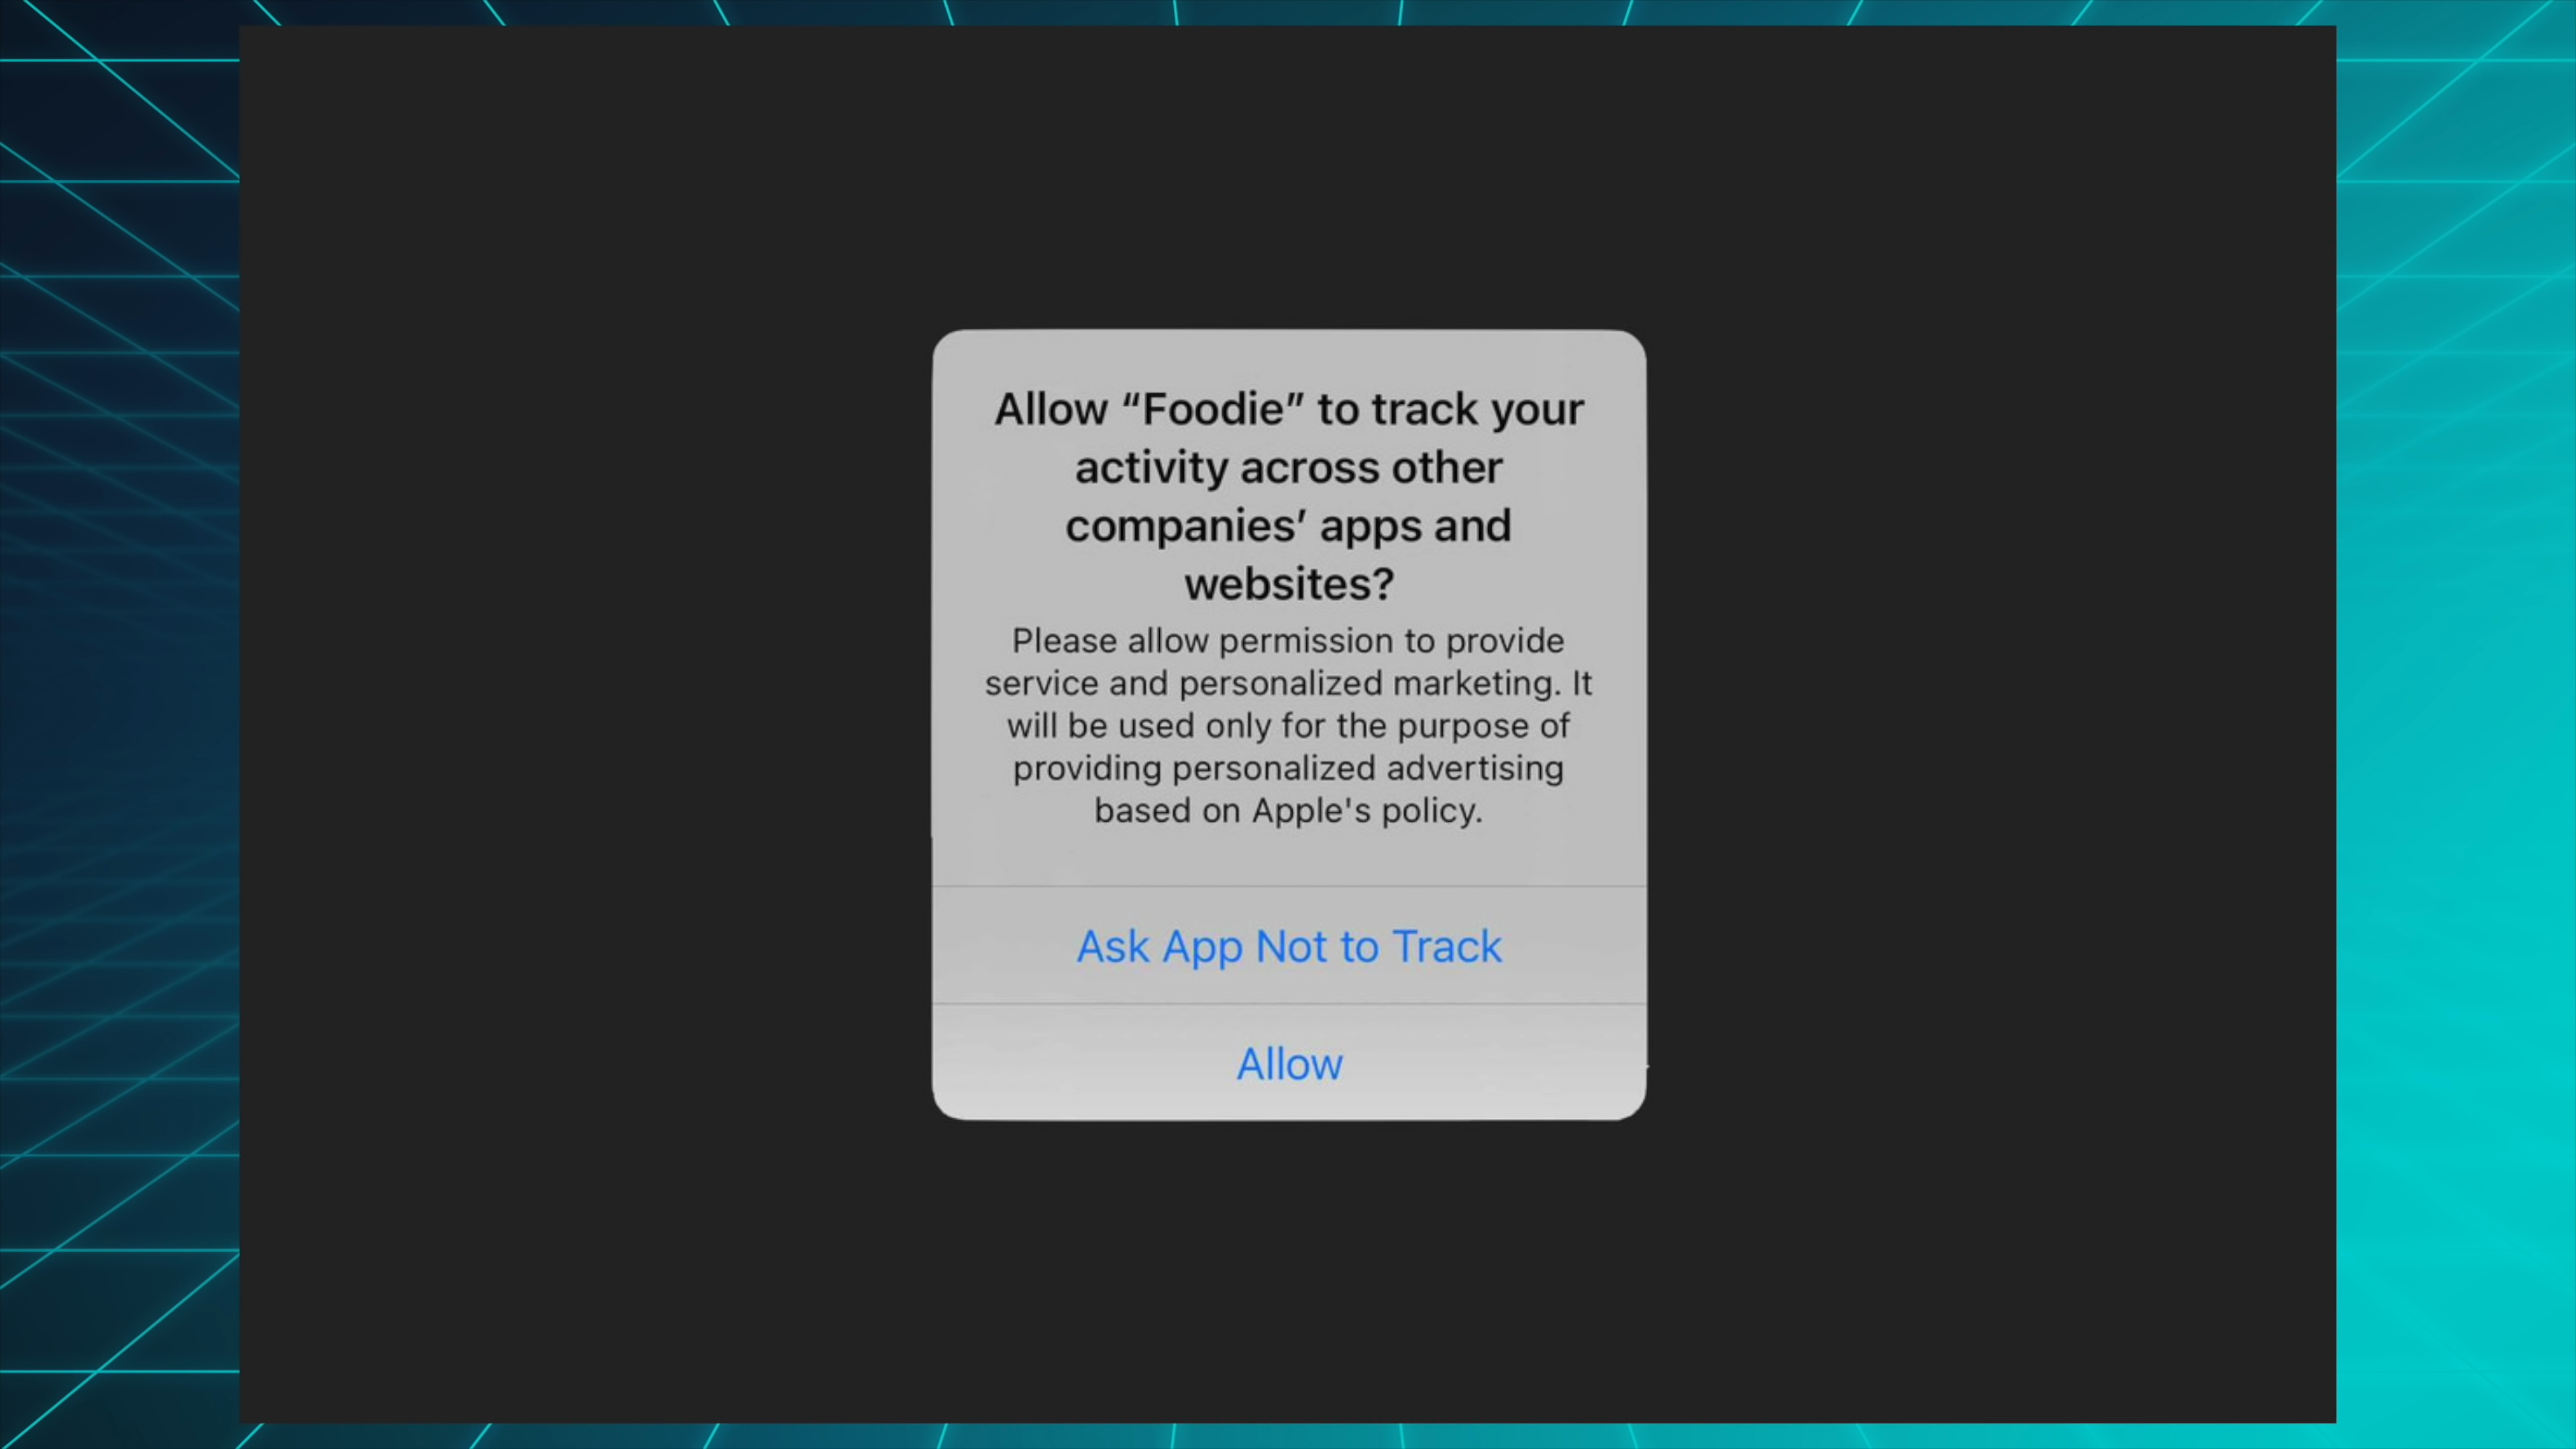 Allow “Foodie” to track your
activity across other
companies’ apps and
websites?
Please allow permission to provide
service and personalized marketing. It
will be used only for the purpose of
providing personalized advertising
based on Apple's policy.
Ask App Not to Track
Allow